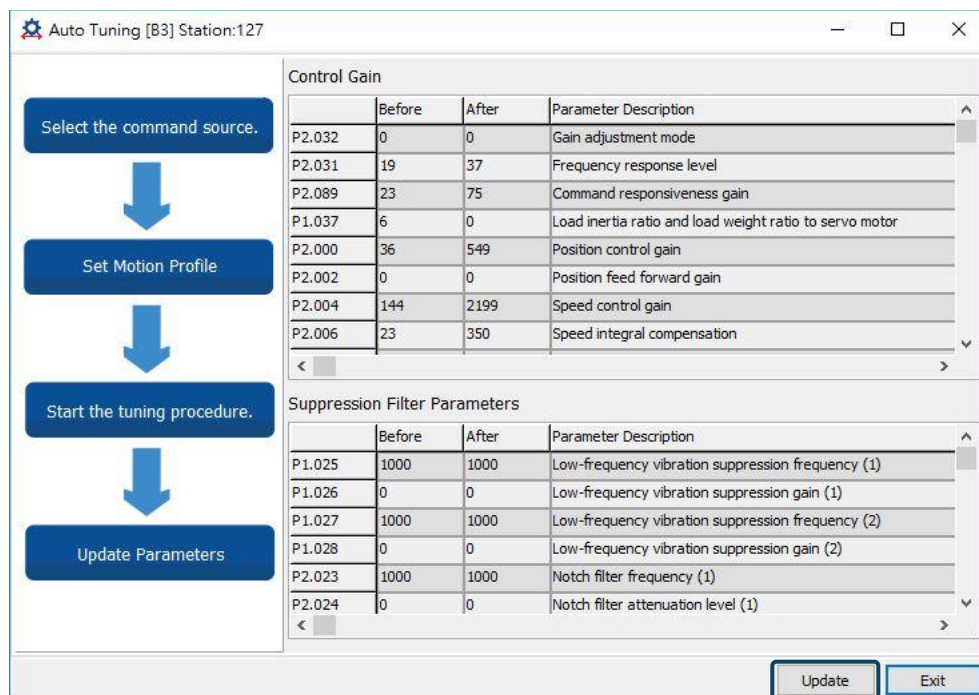 Auto Tuning [B3] Station:127
Select the command source.
Set Motion Profile
Start the tuning procedure.
Update Parameters
Control Gain
Before After Parameter Description
P2.032 0 0 Gain adjustment mode
P2.031 19 37 Frequency response level
P2.089 23 75 Command responsiveness gain
P1.037 6 0 Load inertia ratio and load weight ratio to servo motor
P2.000 36 549 Position control gain
P2.002 0 0 Position feed forward gain
P2.004 144 2199 Speed control gain
P2.006 23 350 Speed integral compensation
Suppression Filter Parameters
Before After Parameter Description
P1.025 1000 1000 Low-frequency vibration suppression frequency (1)
P1.026 0 0 Low-frequency vibration suppression gain (1)
P1.027 1000 1000 Low-frequency vibration suppression frequency (2)
P1.028 0 0 Low-frequency vibration suppression gain (2)
P2.023 1000 1000 Notch filter frequency (1)
P2.024 0 0 Notch filter attenuation level (1)
Update Exit